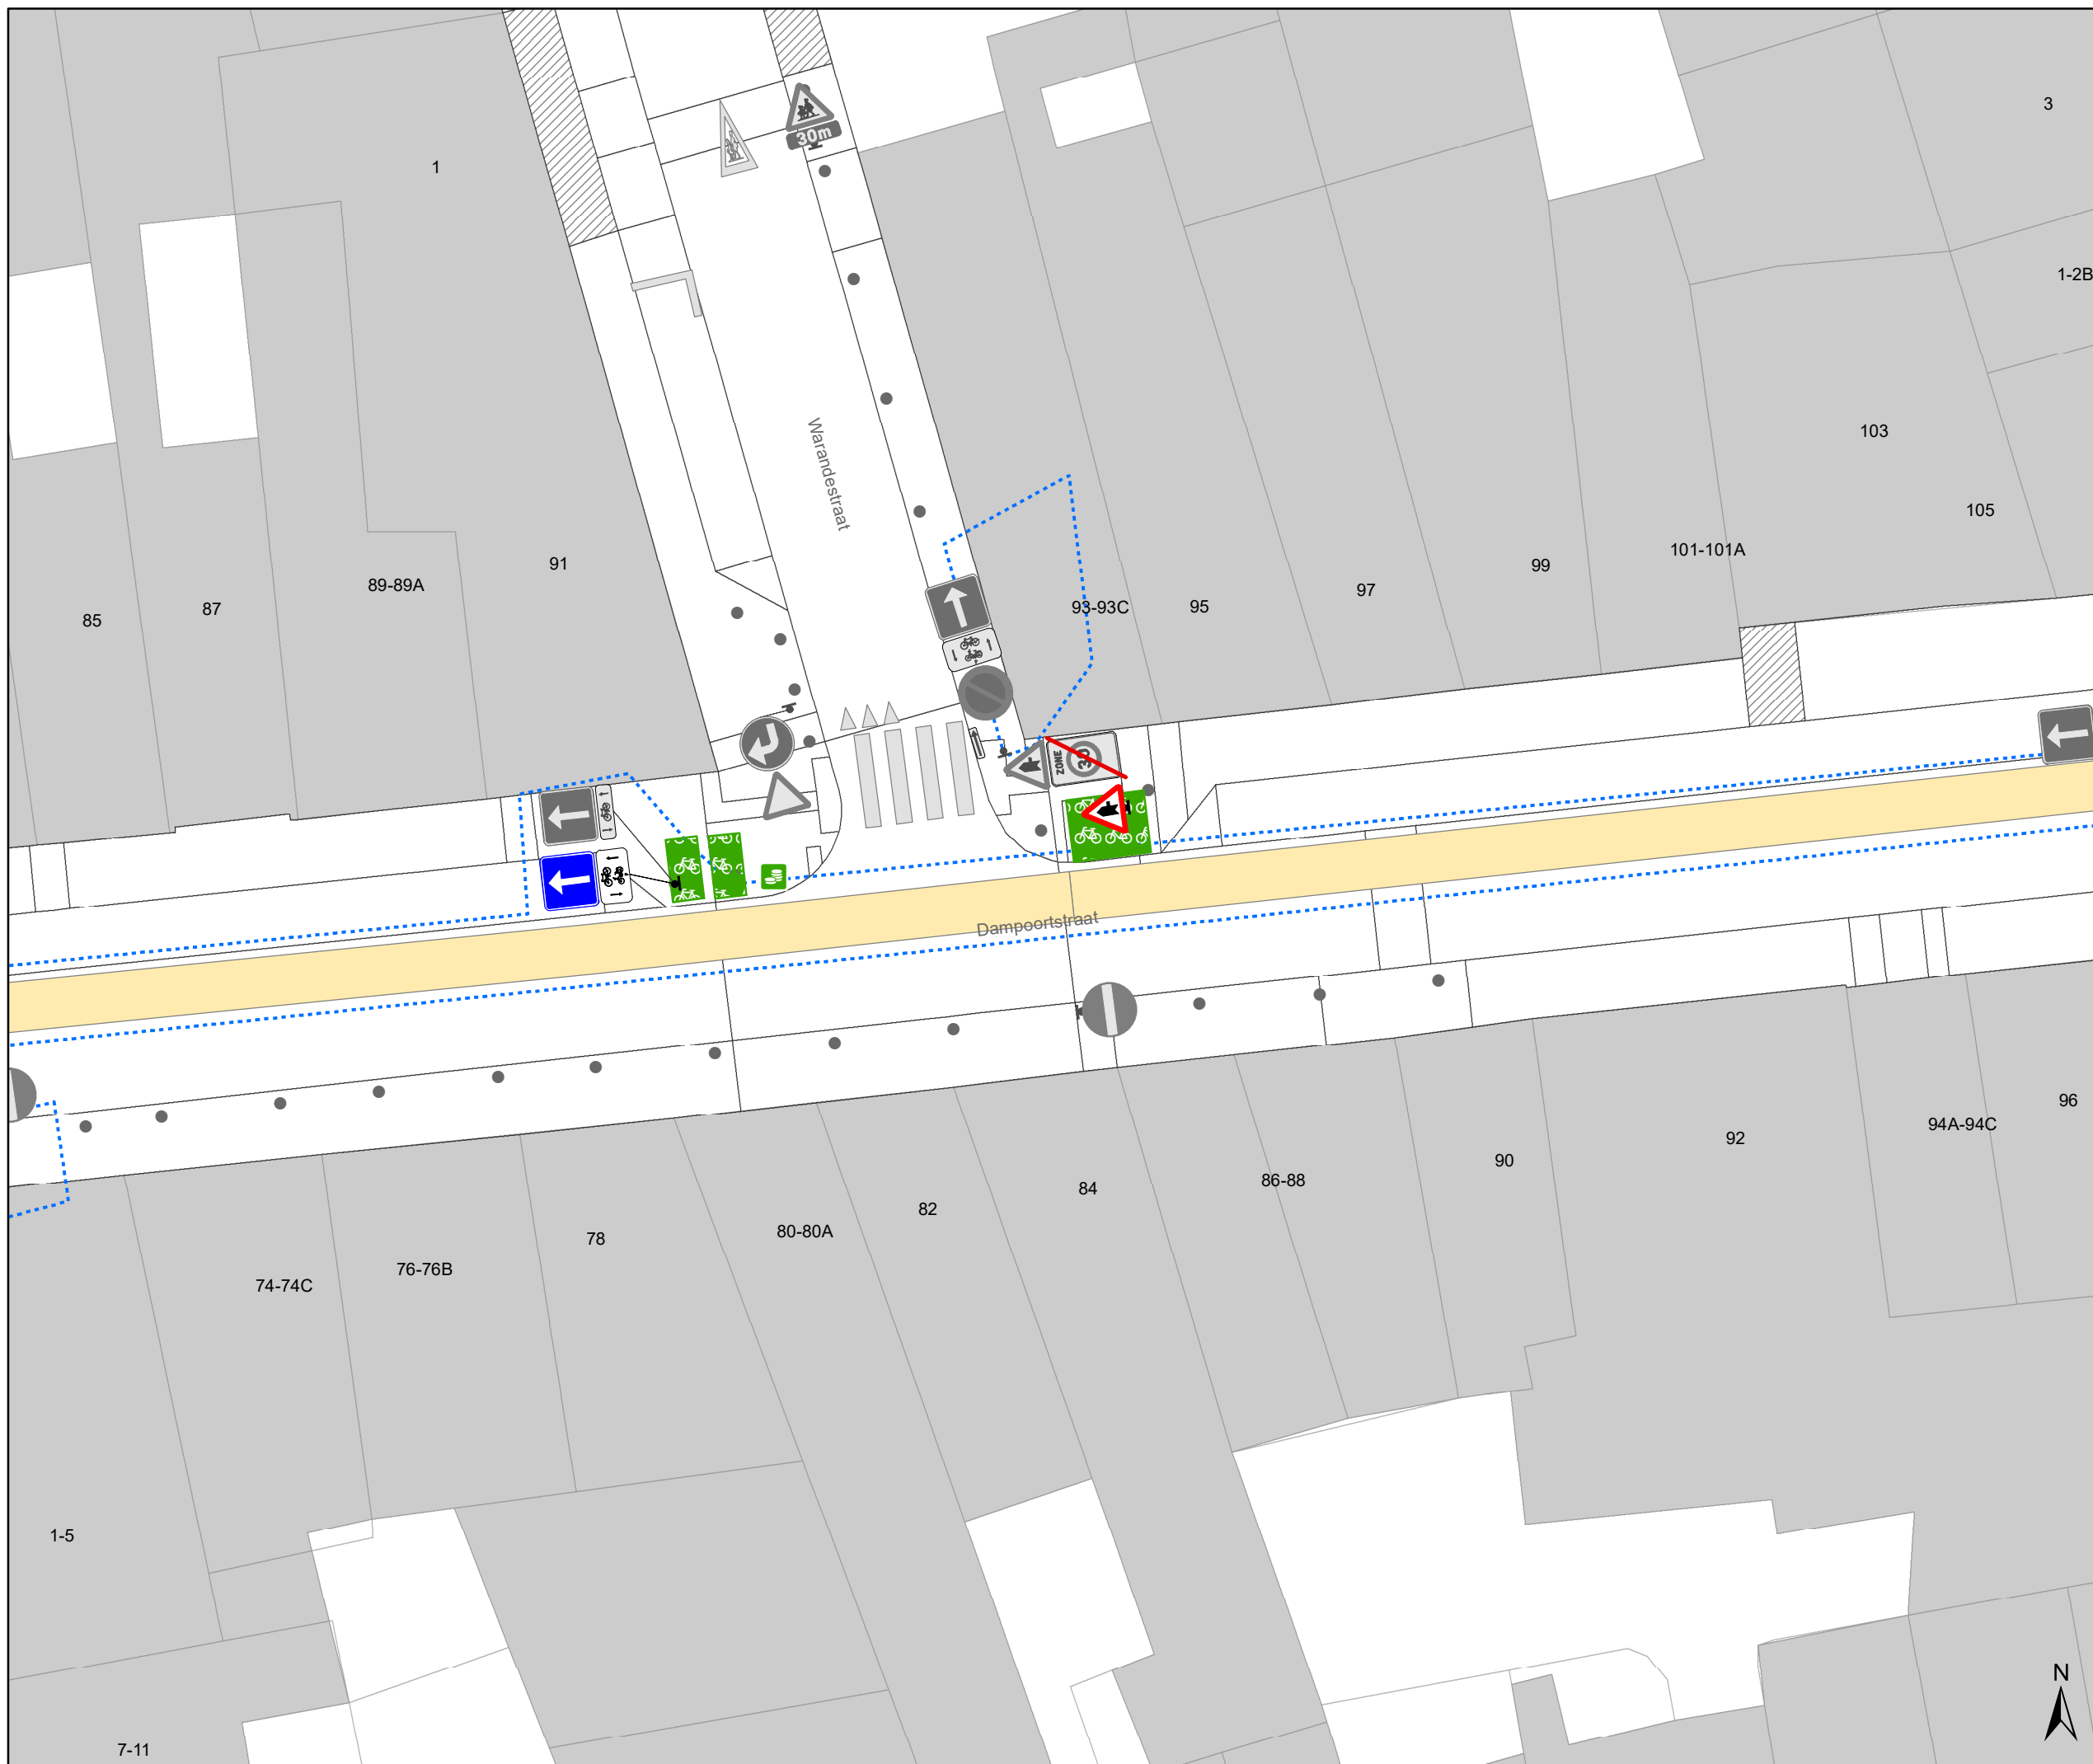 3
30m
1
1-2B
Warandestraat
103
105
101-101A
99
97
95
93-93C
91
89-89A
87
85
ZONE
30
Dampoortstraat
96
94A-94C
92
90
86-88
84
82
80-80A
78
76-76B
74-74C
1-5
7-11
N